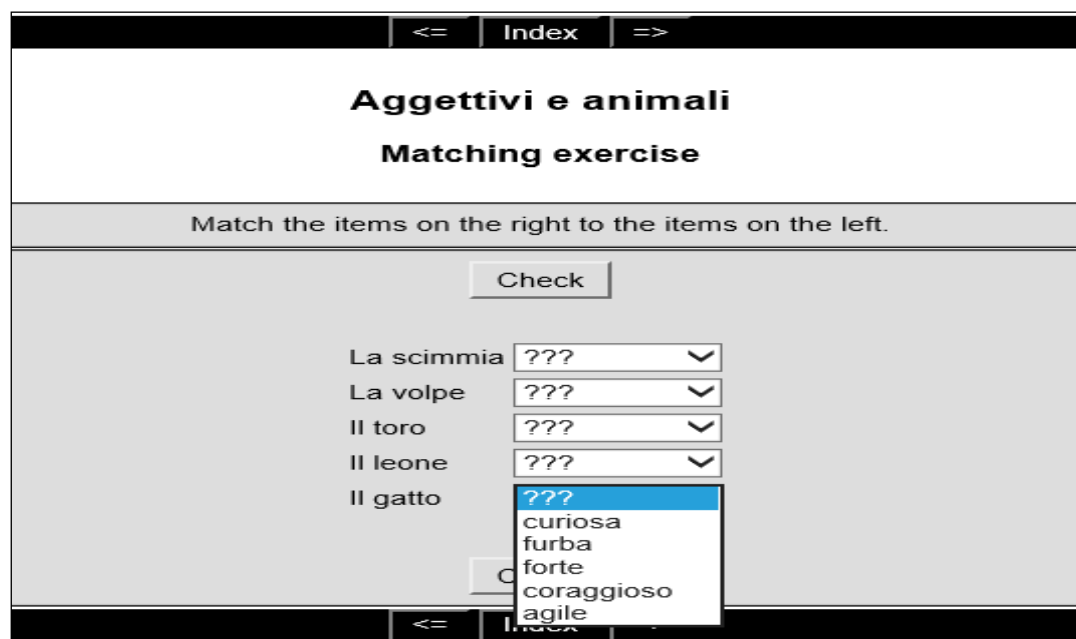 <= Index =>
Aggettivi e animali
Matching exercise
Match the items on the right to the items on the left.
Check
La scimmia ???
La volpe ???
Il toro ???
Il leone ???
Il gatto ???
curiosa
furba
forte
coraggioso
agile
<=